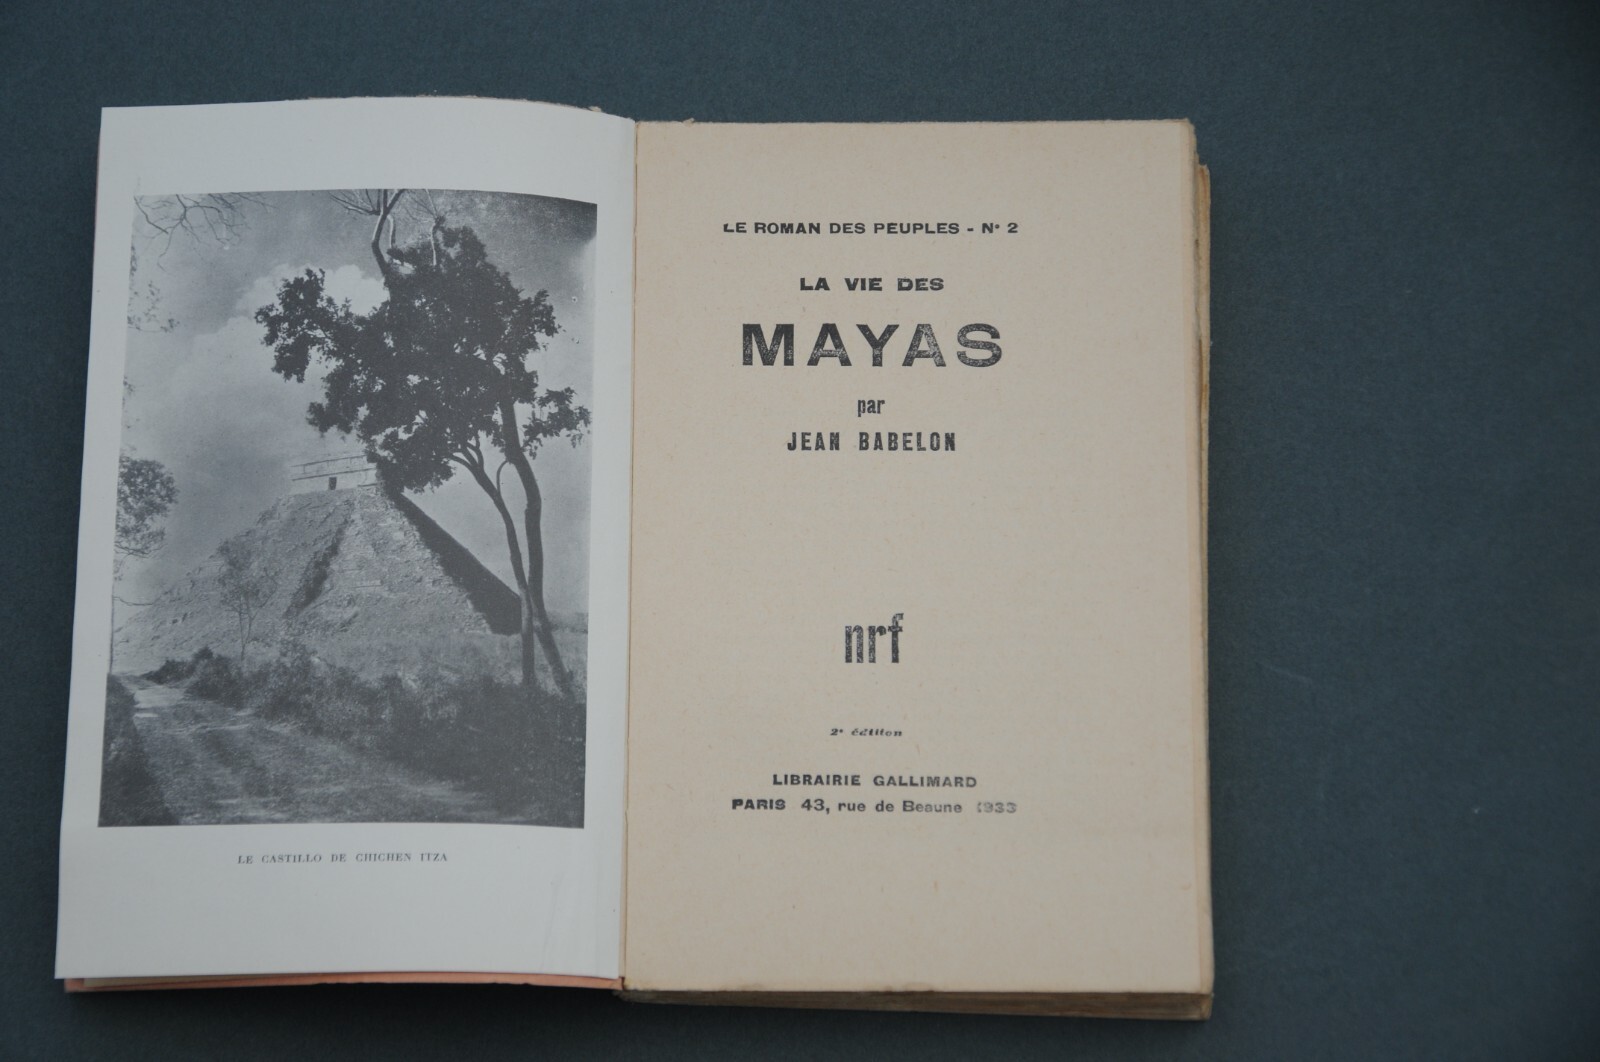 LE CASTILLO DE CHICHEN ITZA
LE ROMAN DES PEUPLES - N° 2
LA VIE DES
MAYAS
par
JEAN BABELON
nrf
2e édition
LIBRAIRIE GALLIMARD
PARIS 43, rue de Beaune 1933